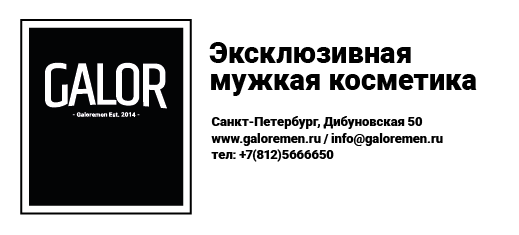 GALOR
- Galoremen Est. 2014 -
Эксклюзивная
мужкая косметика
Санкт-Петербург, Дибуновская 50
www.galoremen.ru / info@galoremen.ru
тел: +7(812)5666650